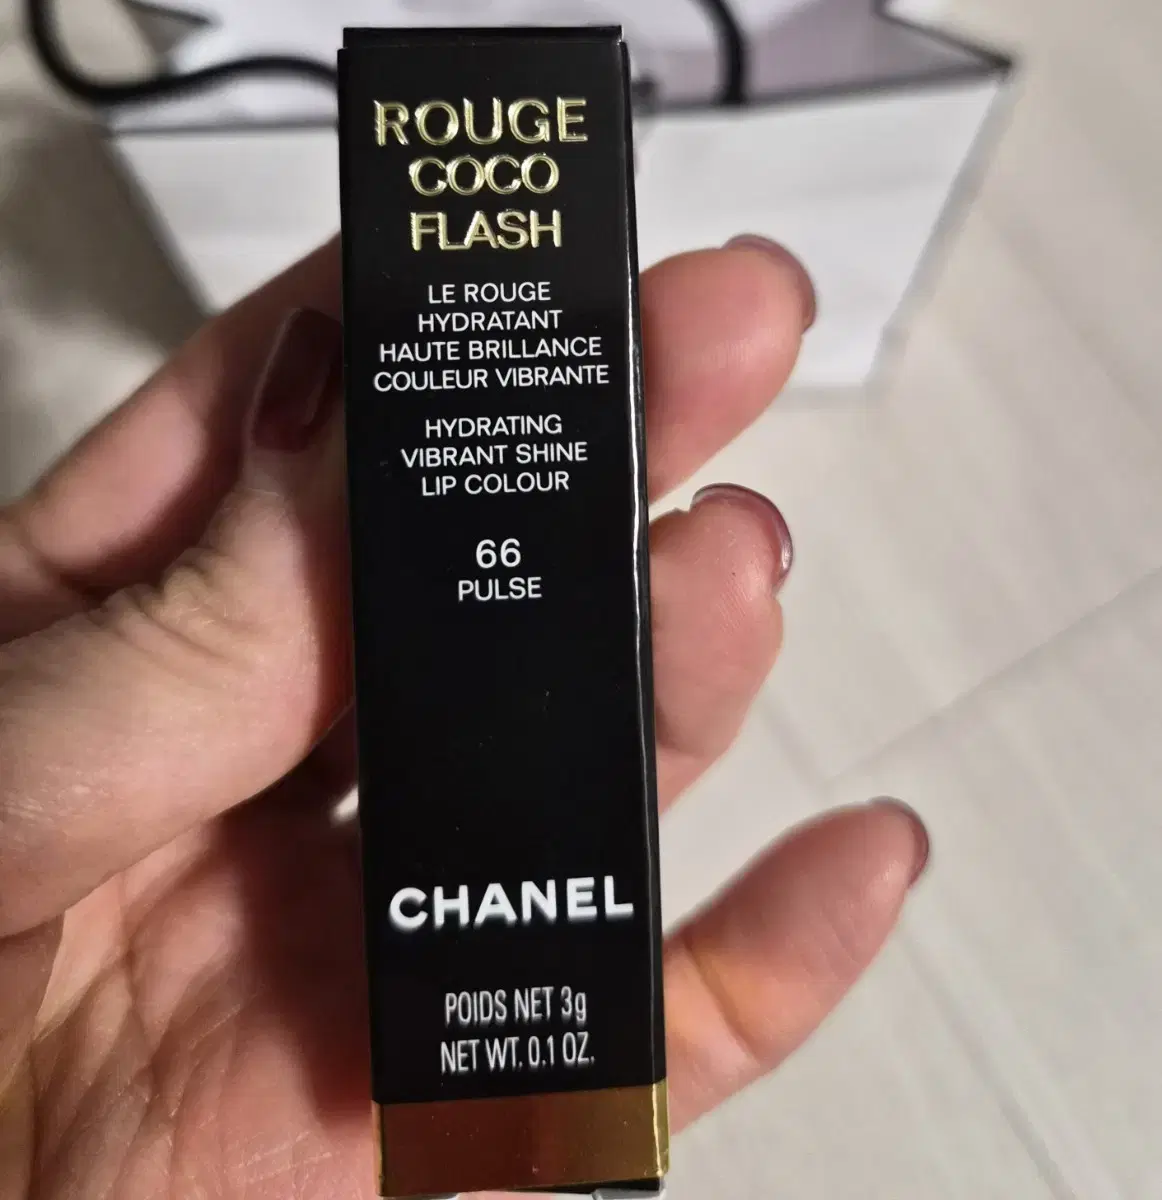 ROUGE
COCO
FLASH
LE ROUGE
HYDRATANT
HAUTE BRILLANCE
COULEUR VIBRANTE
HYDRATING
VIBRANT SHINE
LIP COLOUR
66
PULSE
CHANEL
POIDS NET 3g
NET WT. 0.1 OZ.